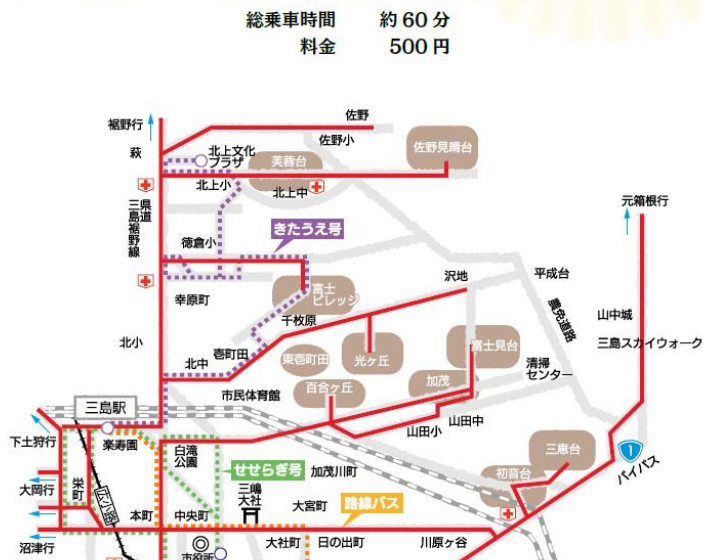 総乗車時間 約60分
料金 500円
佐野
裾野行
佐野小
萩
北上文化
プラザ
芙蓉台
佐野見晴台
北上小
北上中
元箱根行
県道
三島裾野線
きたうえ号
徳倉小
沢地
平成台
富士
ビレッジ
幸原町
農免道路
山中城
千枚原
北小
壱町田
富士見台
三島スカイウォーク
北中
東壱町田
光ヶ丘
清掃
センター
加茂
百合ヶ丘
市民体育館
三島駅
山田中
山田小
下土狩行
楽寿園
白滝
公園
三恵台
1
せせらぎ号
加茂川町
初音台
バイパス
大岡行
栄町
広小路
三嶋
大社
大宮町
路線バス
本町
中央町
沼津行
大社町
日の出町
川原ヶ谷
市役所